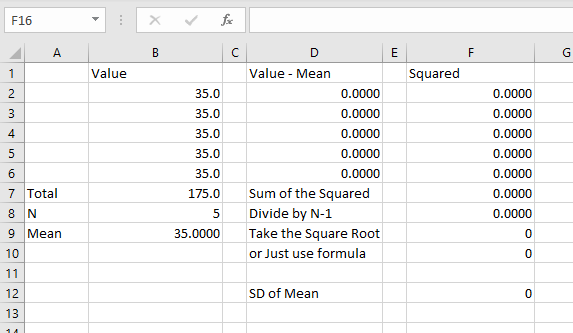 F16 fx
A B C D E F G
1 Value Value - Mean Squared
2 35.0 0.0000 0.0000
3 35.0 0.0000 0.0000
4 35.0 0.0000 0.0000
5 35.0 0.0000 0.0000
6 35.0 0.0000 0.0000
7 Total 175.0 Sum of the Squared 0.0000
8 N 5 Divide by N-1 0.0000
9 Mean 35.0000 Take the Square Root 0
10 or Just use formula 0
11
12 SD of Mean 0
13
14